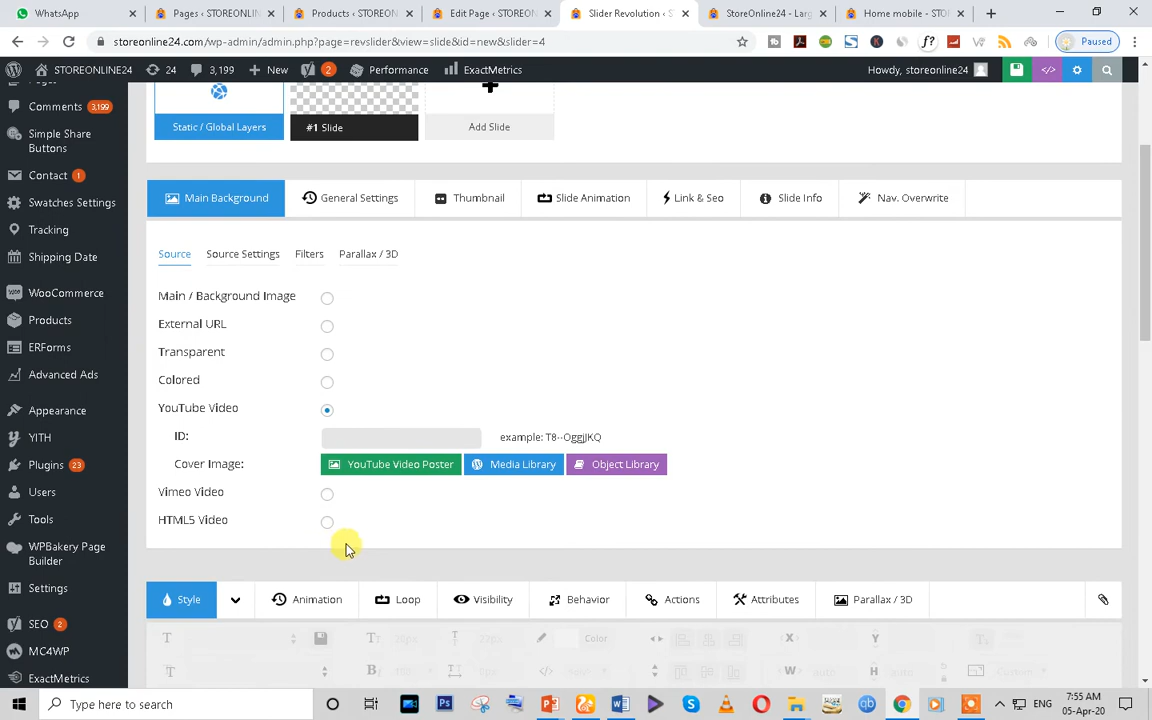 WhatsApp
Pages ‹ STOREONLIN
Products ‹ STOREON
Edit Page ‹ STOREON
Slider Revolution ‹ S
StoreOnline24 - Larg
Home mobile - STO
storeonline24.com/wp-admin/admin.php?page=revslider&view=slide&id=new&slider=4
Paused
STOREONLINE24
24
3,199
New
2
Performance
ExactMetrics
Howdy, storeonline24
Comments 3,199
Simple Share
Buttons
Contact 1
Swatches Settings
Tracking
Shipping Date
WooCommerce
Products
ERForms
Advanced Ads
Appearance
YITH
Plugins 23
Users
Tools
WPBakery Page
Builder
Settings
SEO 2
MC4WP
ExactMetrics
Static / Global Layers
#1 Slide
Add Slide
Main Background
General Settings
Thumbnail
Slide Animation
Link & Seo
Slide Info
Nav. Overwrite
Source
Source Settings
Filters
Parallax / 3D
Main / Background Image
External URL
Transparent
Colored
YouTube Video
ID:
example: T8--OggjJKQ
Cover Image:
YouTube Video Poster
Media Library
Object Library
Vimeo Video
HTML5 Video
Style
Animation
Loop
Visibility
Behavior
Actions
Attributes
Parallax / 3D
Color
auto
auto
Custom
Type here to search
ENG
7:55 AM
05-Apr-20